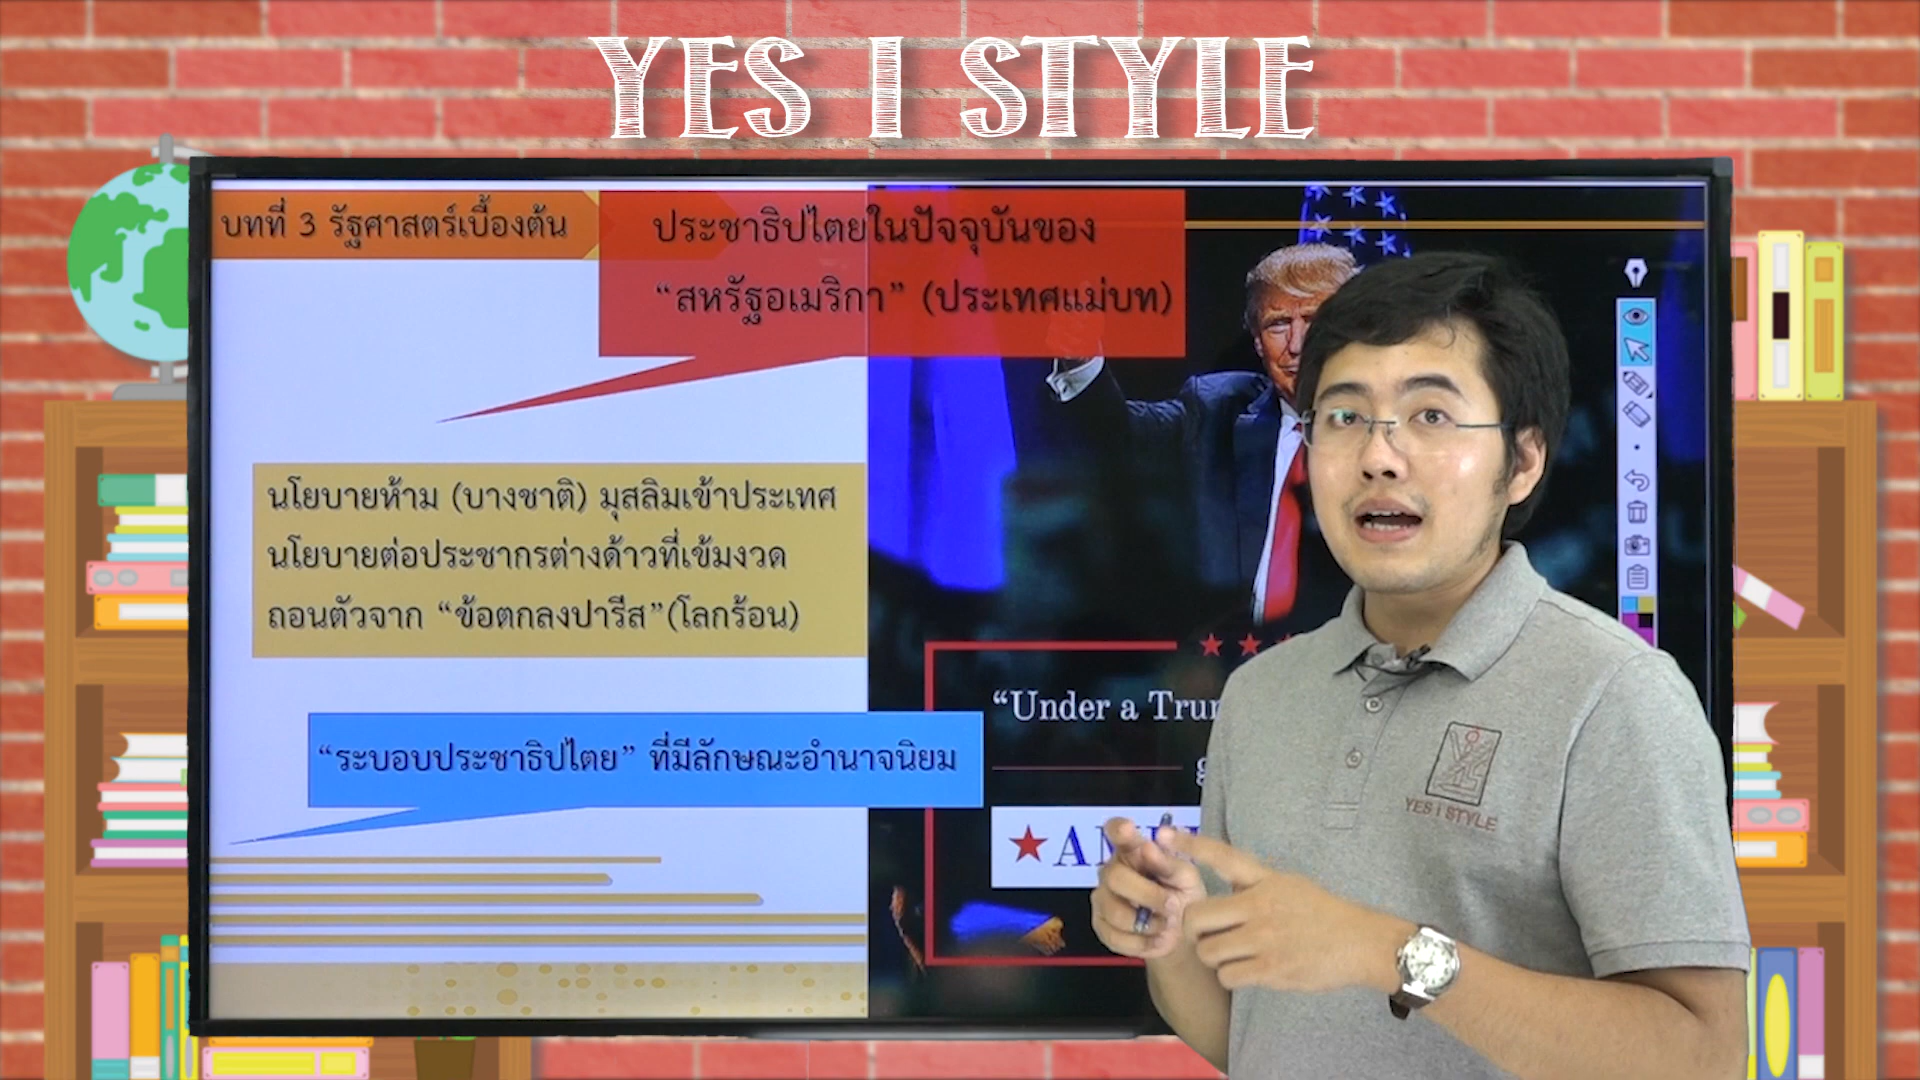 YES I STYLE
บทที่ 3 รัฐศาสตร์เบื้องต้น
ประชาธิปไตยในปัจจุบันของ
“สหรัฐอเมริกา” (ประเทศแม่บท)
นโยบายห้าม (บางชาติ) มุสลิมเข้าประเทศ
นโยบายต่อประชากรต่างด้าวที่เข้มงวด
ถอนตัวจาก “ข้อตกลงปารีส”(โลกร้อน)
“ระบอบประชาธิปไตย” ที่มีลักษณะอำนาจนิยม
“Under a
YES I STYLE